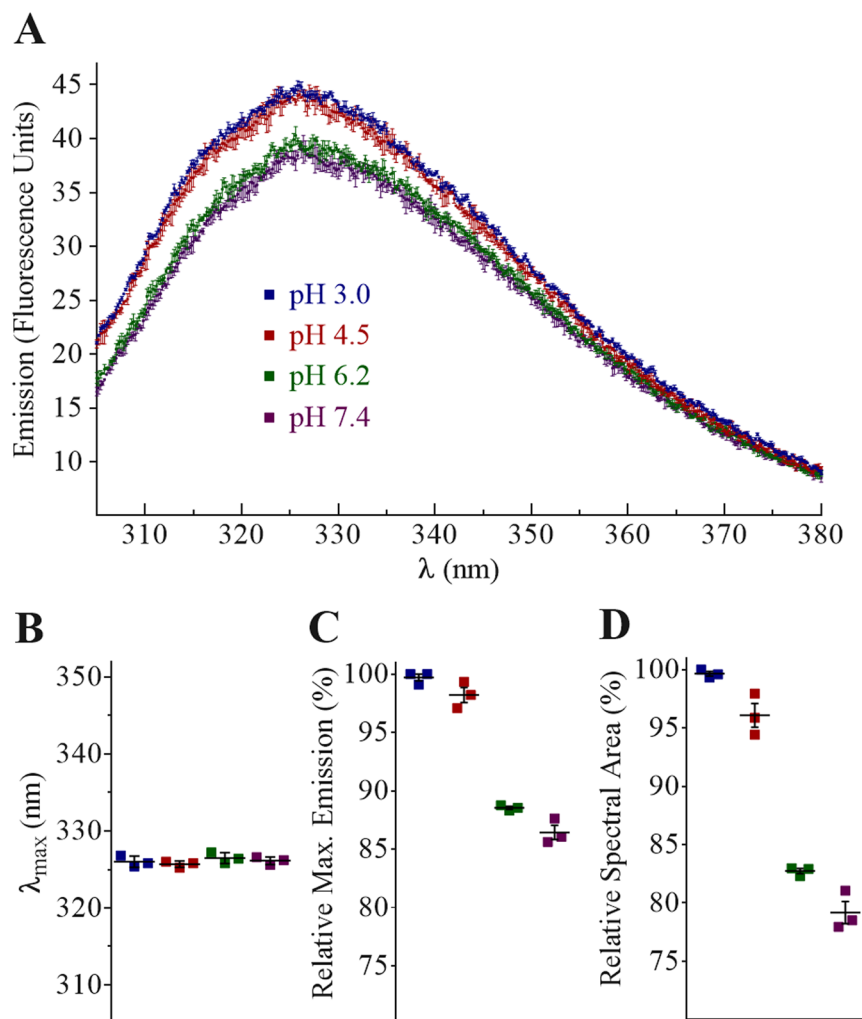 A
Emission (Fluorescence Units)
45
40
35
30
25
20
15
10
pH 3.0
pH 4.5
pH 6.2
pH 7.4
310 320 330 340 350 360 370 380
λ (nm)
B
λmax (nm)
350
340
330
320
310
C
Relative Max. Emission (%)
100
95
90
85
80
75
D
Relative Spectral Area (%)
100
95
90
85
80
75